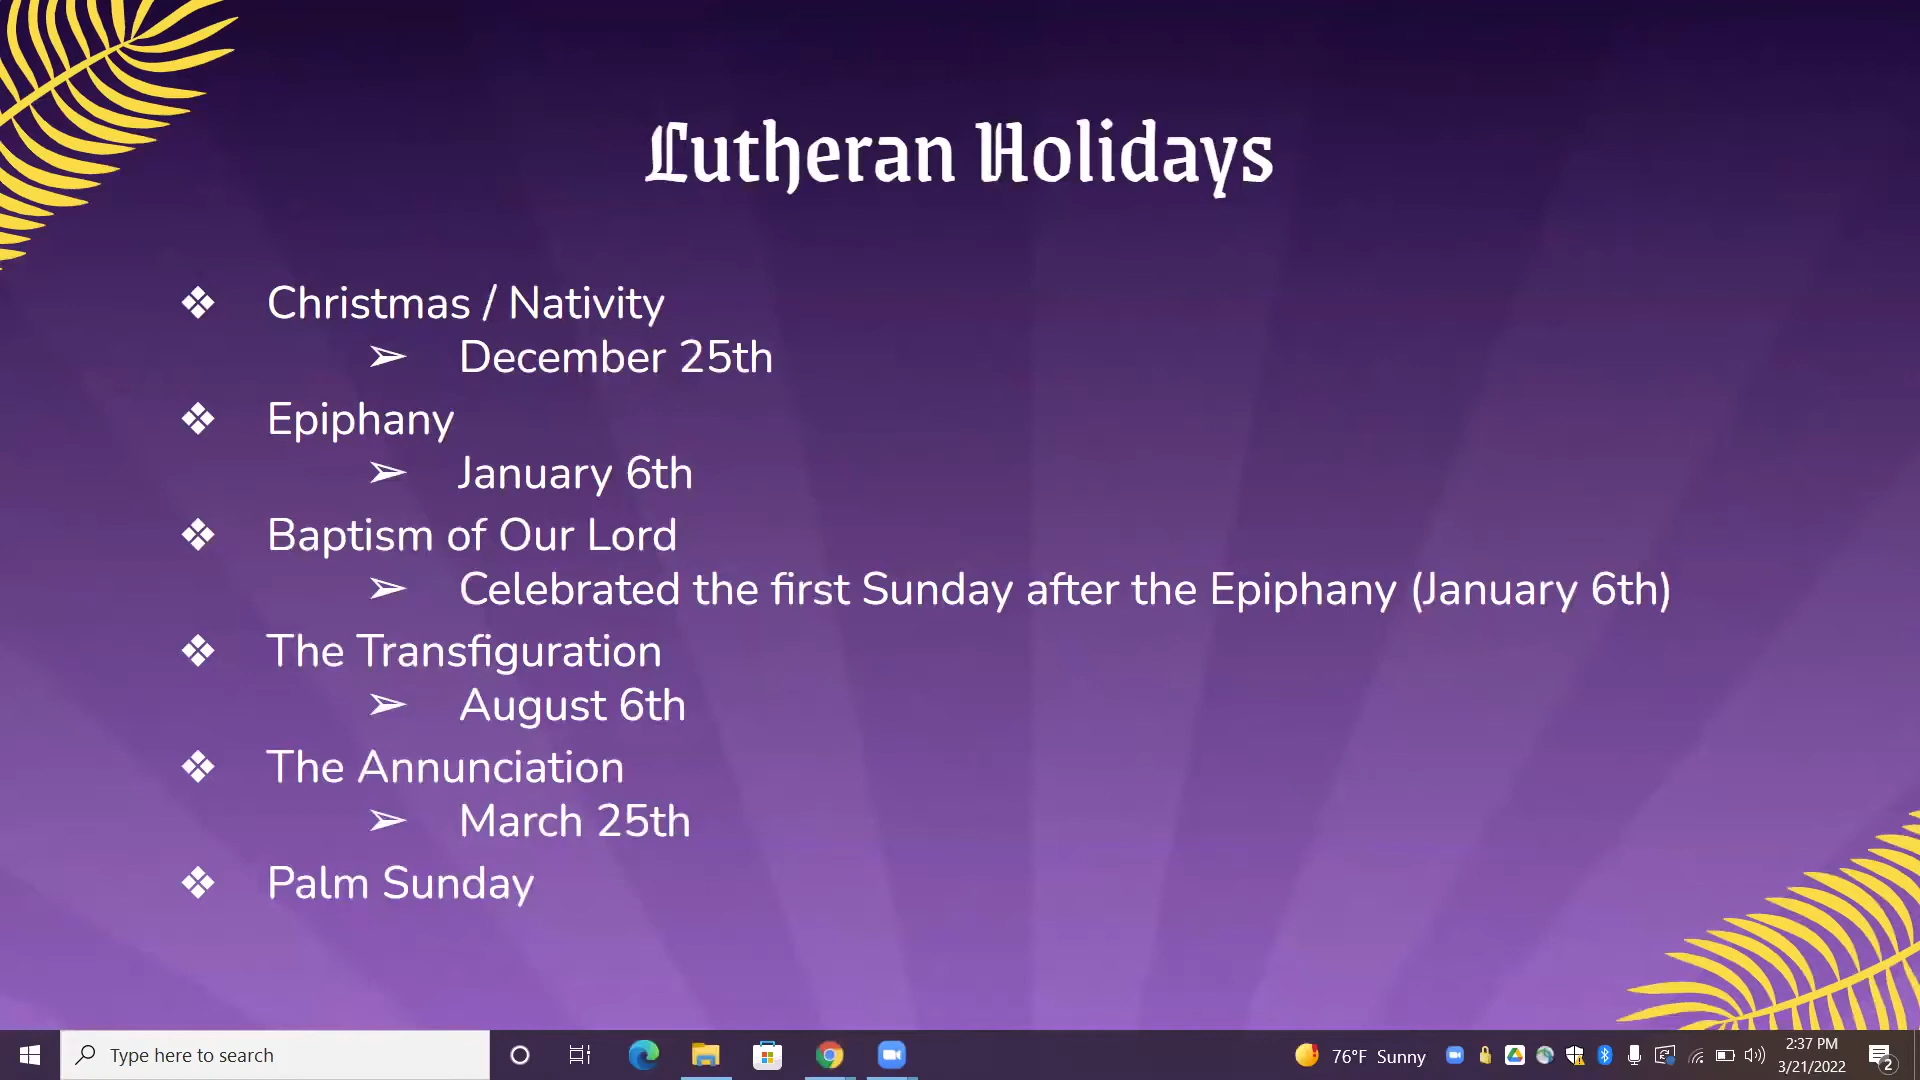 Lutheran Holidays
❖ Christmas / Nativity
➢ December 25th
❖ Epiphany
➢ January 6th
❖ Baptism of Our Lord
➢ Celebrated the first Sunday after the Epiphany (January 6th)
❖ The Transfiguration
➢ August 6th
❖ The Annunciation
➢ March 25th
❖ Palm Sunday
Type here to search
76°F Sunny
2:37 PM
3/21/2022
2